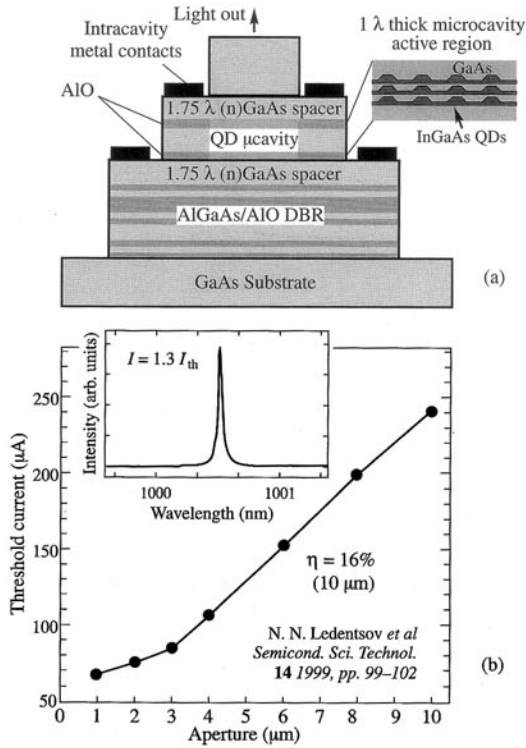 Light out
Intracavity
metal contacts
1 λ thick microcavity
active region
AlO
GaAs
1.75 λ (n)GaAs spacer
QD μcavity
InGaAs QDs
1.75 λ (n)GaAs spacer
AlGaAs/AlO DBR
GaAs Substrate
(a)
I = 1.3 Ith
Intensity (arb. units)
1000
1001
Wavelength (nm)
Threshold current (μA)
250
200
150
100
50
η = 16%
(10 μm)
N. N. Ledentsov et al
Semicond. Sci. Technol.
14 1999, pp. 99–102
(b)
0 1 2 3 4 5 6 7 8 9 10
Aperture (μm)